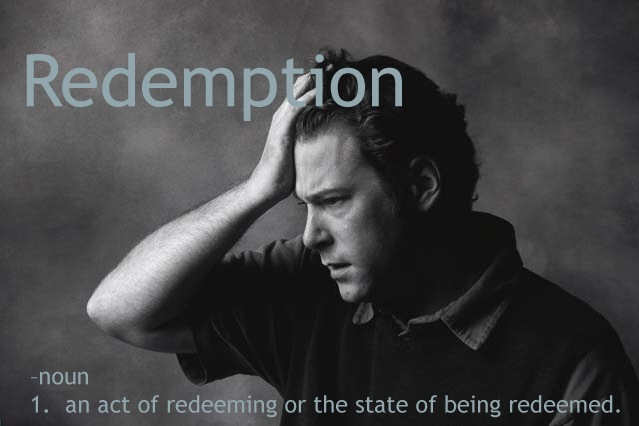 Redemption
–noun
1. an act of redeeming or the state of being redeemed.